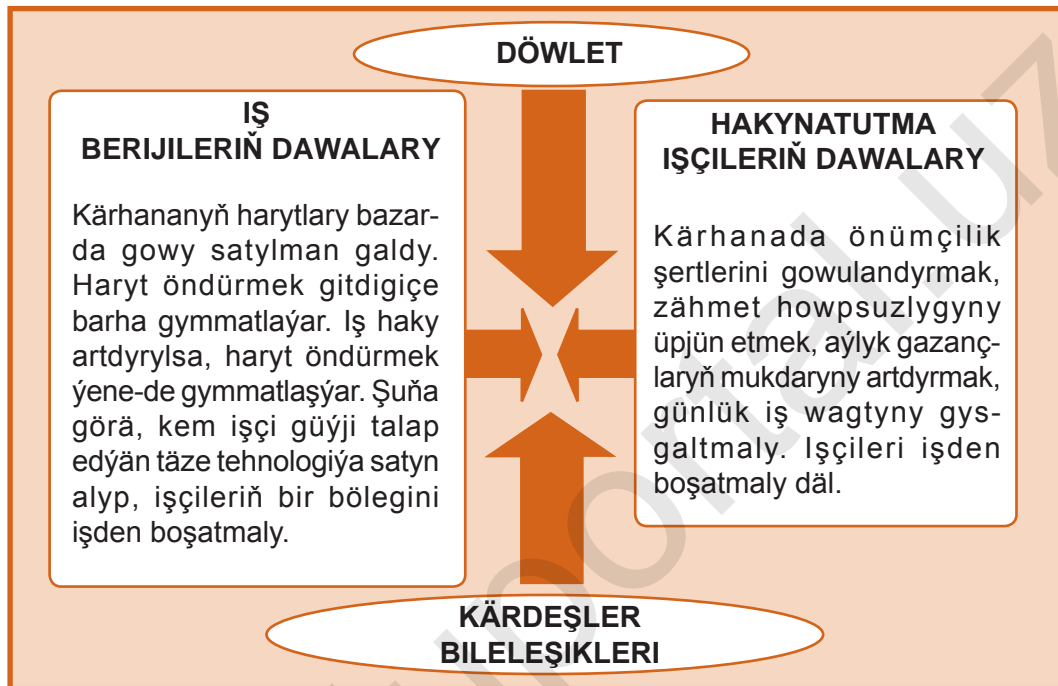 DÖWLET
IŞ
BERIJILERIŇ DAWALARY
Kärhananyň harytlary bazar-
da gowy satylman galdy.
Haryt öndürmek gitdigiçe
barha gymmatlaýar. Iş haky
artdyrylsa, haryt öndürmek
ýene-de gymmatlaşýar. Şuňa
görä, kem işçi güýji talap
edýän täze tehnologiýa satyn
alyp, işçileriň bir bölegini
işden boşatmaly.
HAKYNATUTMA
IŞÇILERIŇ DAWALARY
Kärhanada önümçilik
şertlerini gowulandyrmak,
zähmet howpsuzlygyny
üpjün etmek, aýlyk gazanç-
laryň mukdaryny artdyrmak,
günlük iş wagtyny gys-
galtmaly. Işçileri işden
boşatmaly däl.
KÄRDEŞLER
BILELEŞIKLERI
portal.uz